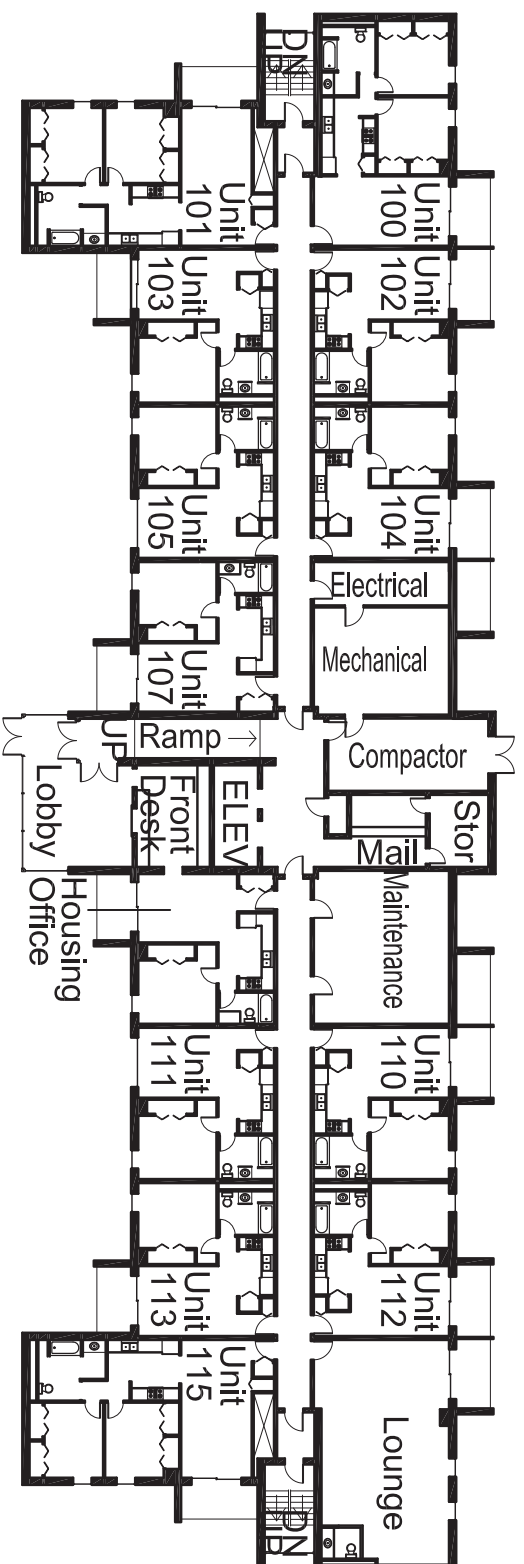 DN
UP
Unit
100
Unit
101
Unit
102
Unit
103
Unit
104
Unit
105
Electrical
Mechanical
Unit
107
UP
Ramp →
Compactor
Lobby
Front
Desk
ELEV
Mail
Stor
Housing
Office
Maintenance
Unit
110
Unit
111
Unit
112
Unit
113
Unit
115
Lounge
DN
UP